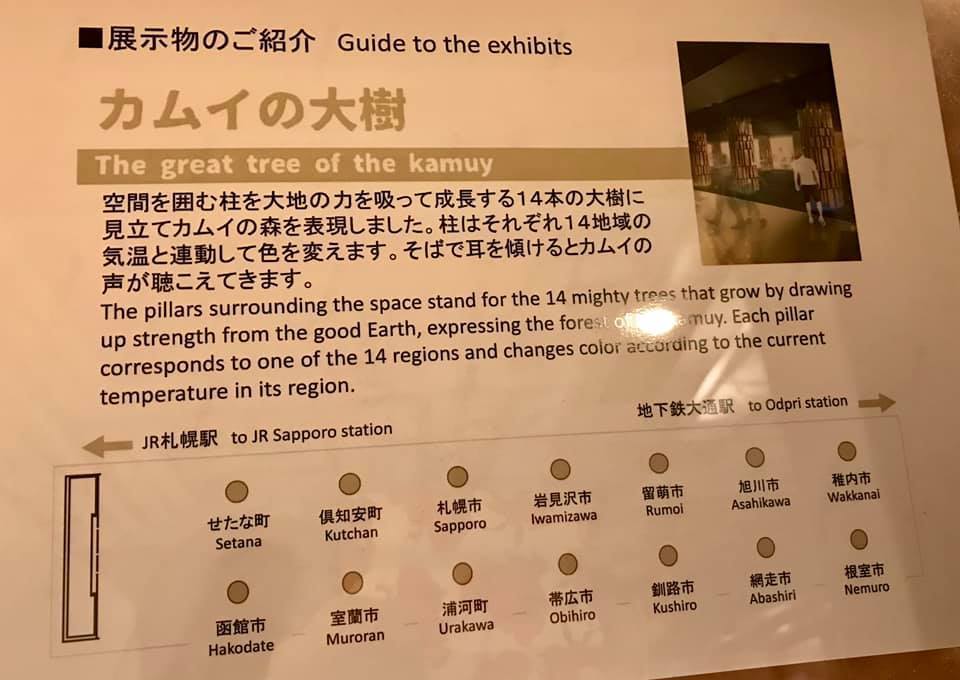 ■展示物のご紹介 Guide to the exhibits
カムイの大樹
The great tree of the kamuy
空間を囲む柱を大地の力を吸って成長する14本の大樹に
見立てカムイの森を表現しました。柱はそれぞれ14地域の
気温と連動して色を変えます。そばで耳を傾けるとカムイの
声が聴こえてきます。
The pillars surrounding the space stand for the 14 mighty trees that grow by drawing
up strength from the good Earth, expressing the forest of kamuy. Each pillar
corresponds to one of the 14 regions and changes color according to the current
temperature in its region.
JR札幌駅 to JR Sapporo station
地下鉄大通駅 to Odpri station
せたな町 倶知安町 札幌市 岩見沢市 留萌市 旭川市 稚内市
Setana Kutchan Sapporo Iwamizawa Rumoi Asahikawa Wakkanai
函館市 室蘭市 浦河町 帯広市 釧路市 網走市 根室市
Hakodate Muroran Urakawa Obihiro Kushiro Abashiri Nemuro